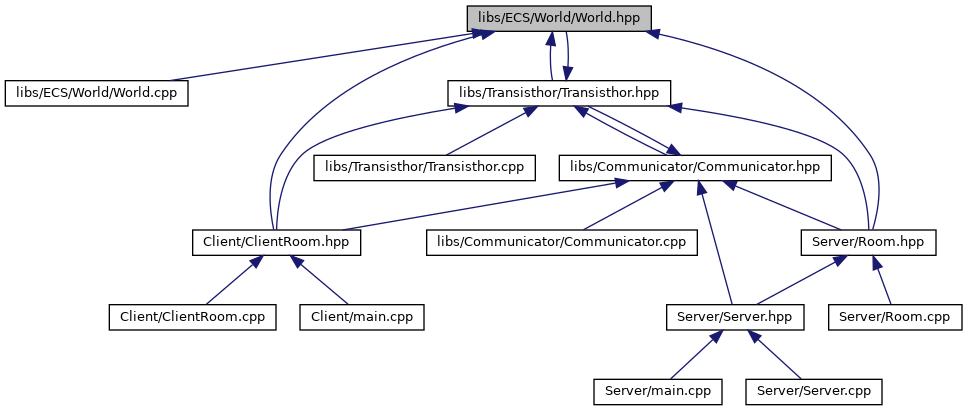 libs/ECS/World/World.hpp
libs/ECS/World/World.cpp
libs/Transisthor/Transisthor.hpp
libs/Transisthor/Transisthor.cpp
libs/Communicator/Communicator.hpp
Client/ClientRoom.hpp
libs/Communicator/Communicator.cpp
Server/Room.hpp
Client/ClientRoom.cpp
Client/main.cpp
Server/Server.hpp
Server/Room.cpp
Server/main.cpp
Server/Server.cpp